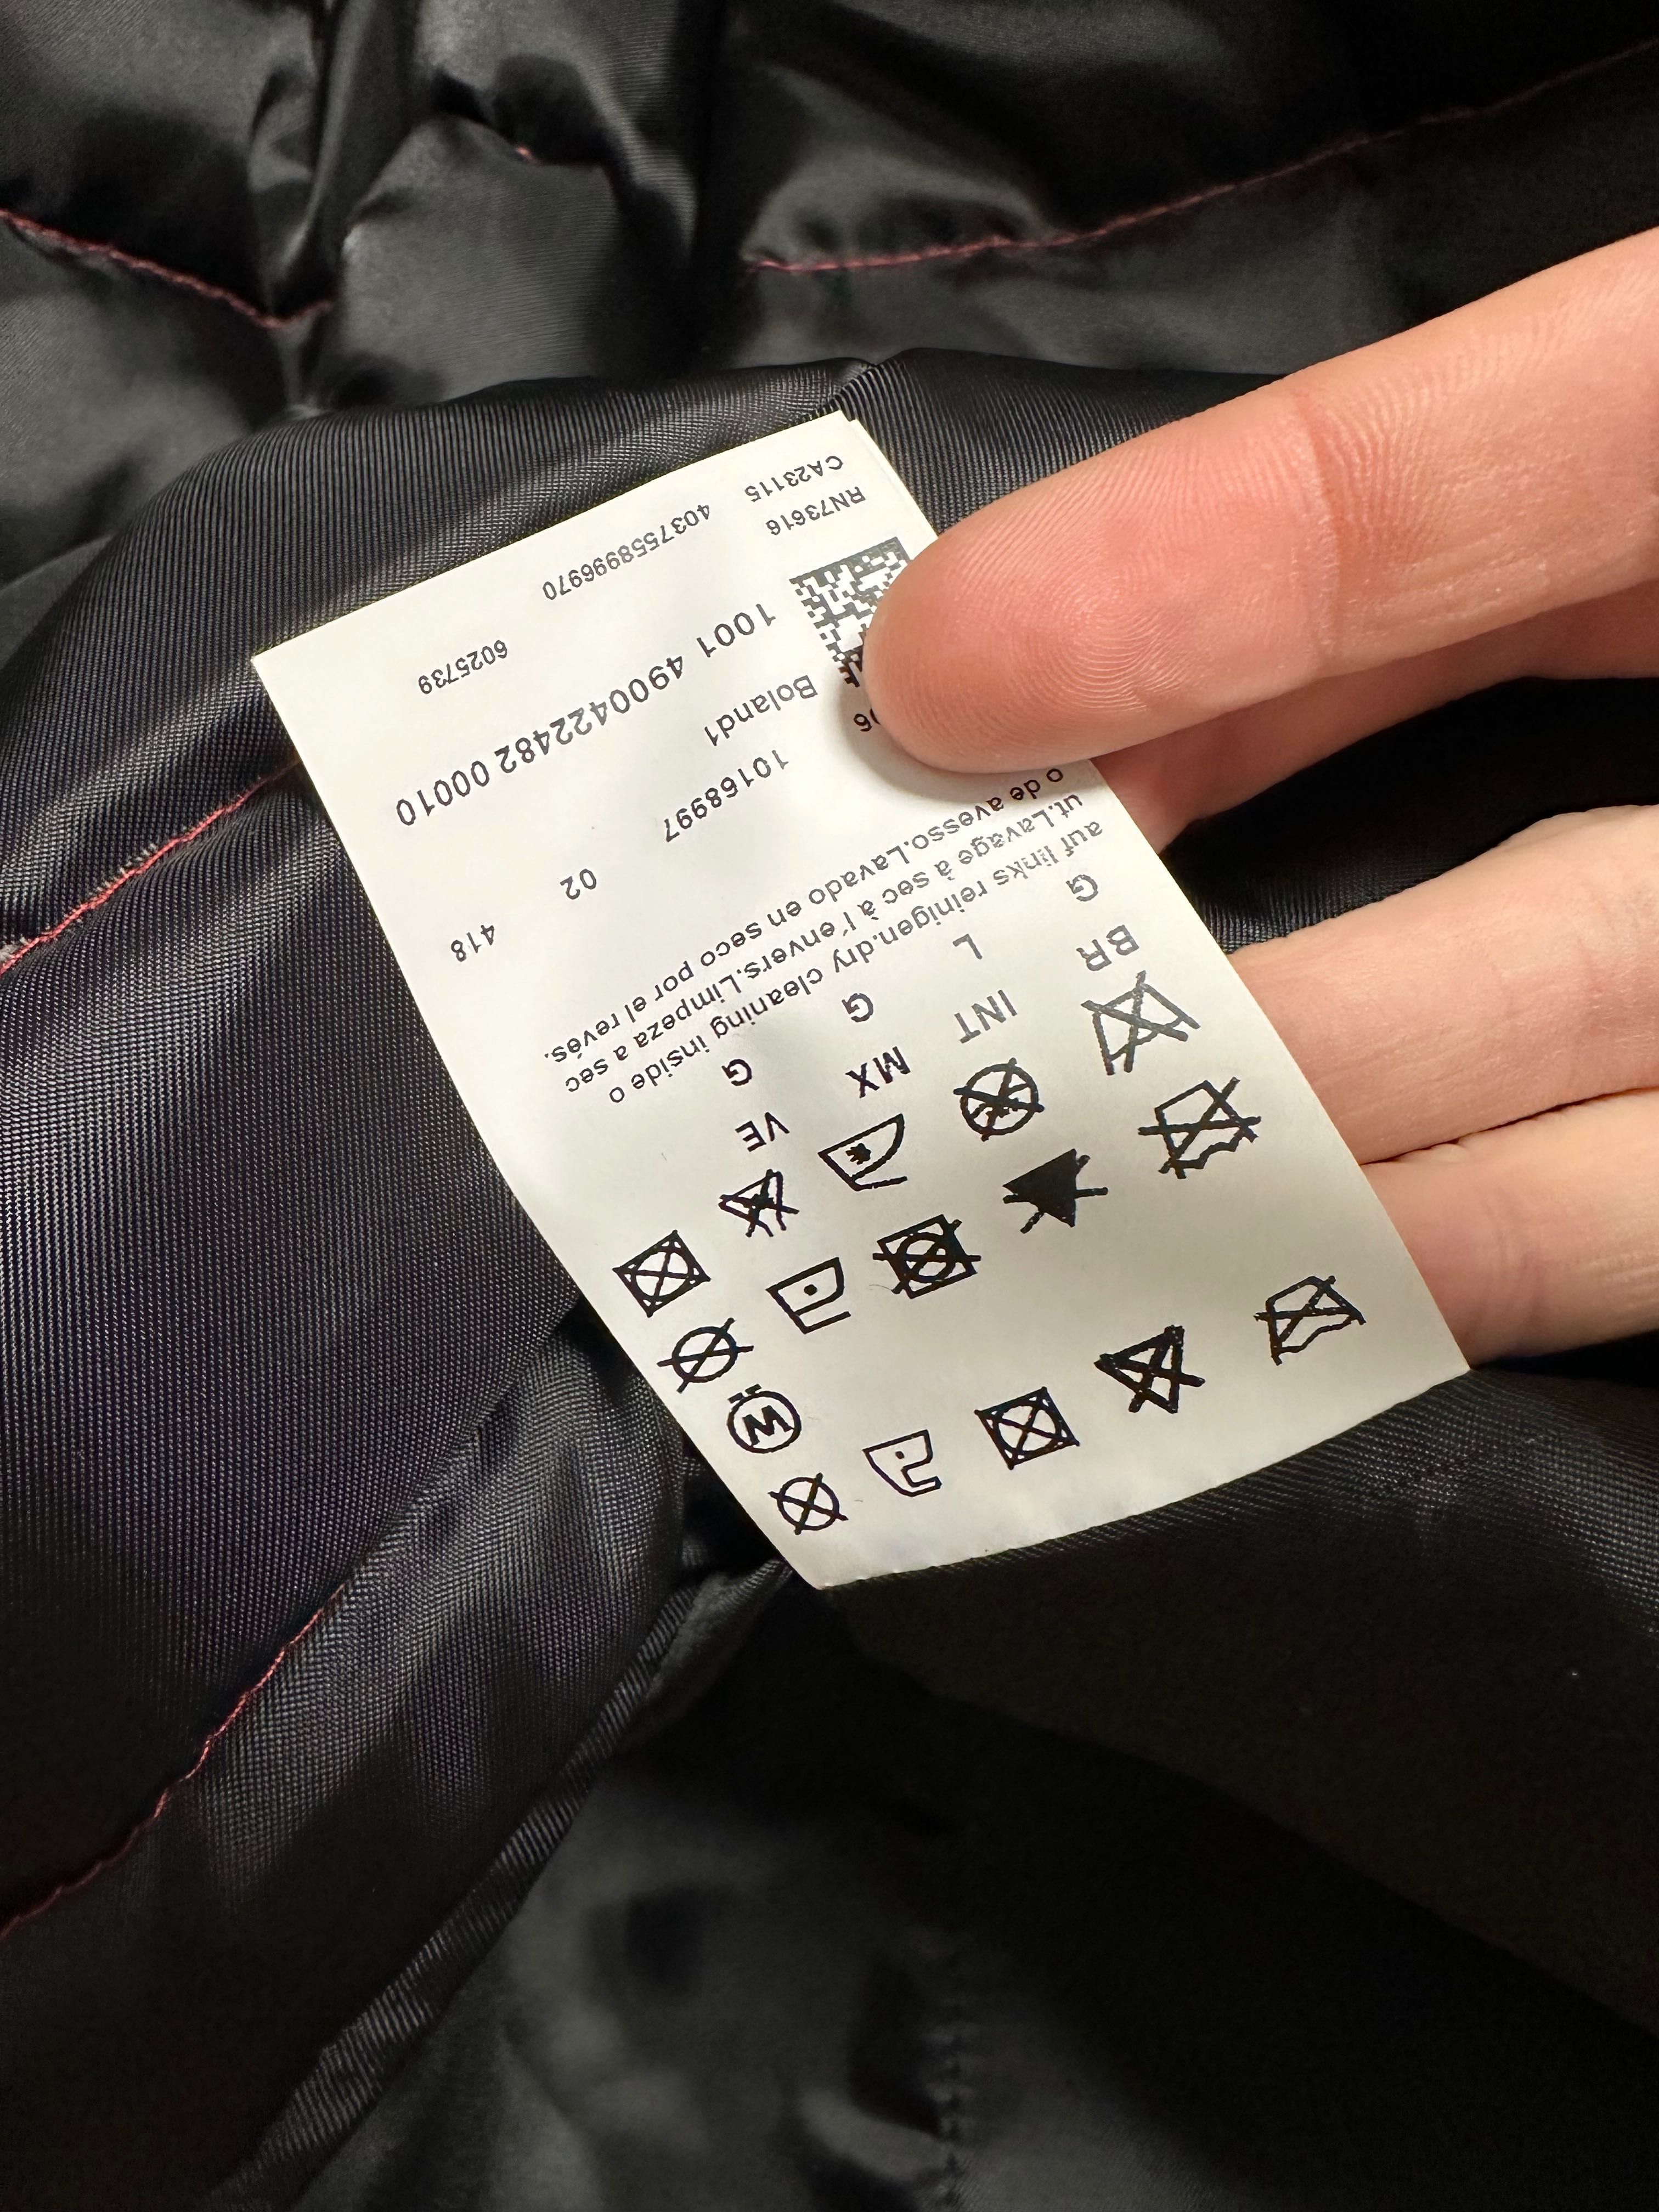 BR INT MX VE
G L G G
auf links reinigen.dry cleaning inside o
ut.Lavage à sec à l'envers.Limpeza a sec
o de avesso.Lavado en seco por el revés.
10168997 02 418
Boland1
1001 4900422482 00010
RN73616
CA23115 4037558996970 6025739